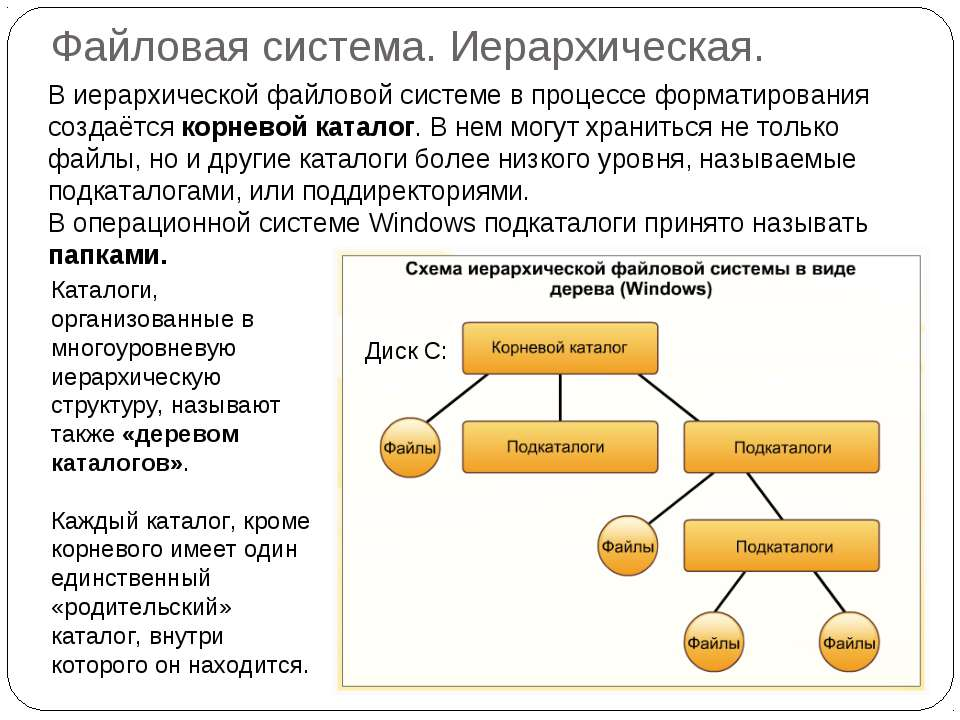 Файловая система. Иерархическая.
В иерархической файловой системе в процессе форматирования
создаётся корневой каталог. В нем могут храниться не только
файлы, но и другие каталоги более низкого уровня, называемые
подкаталогами, или поддиректориями.
В операционной системе Windows подкаталоги принято называть
папками.
Каталоги,
организованные в
многоуровневую
иерархическую
структуру, называют
также «деревом
каталогов».
Каждый каталог, кроме
корневого имеет один
единственный
«родительский»
каталог, внутри
которого он находится.
Схема иерархической файловой системы в виде
дерева (Windows)
Диск С:
Корневой каталог
Файлы
Подкаталоги
Подкаталоги
Файлы
Подкаталоги
Файлы
Файлы